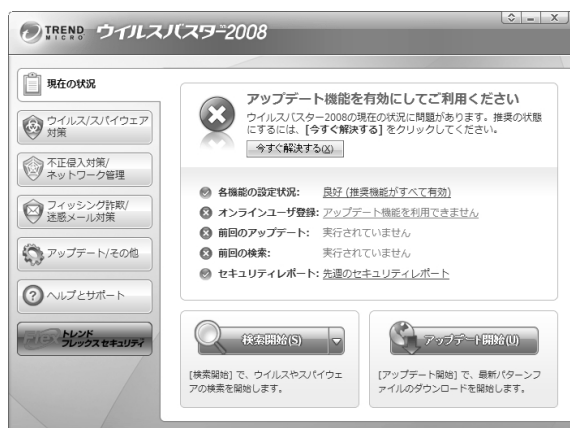 TREND MICRO ウイルスバスター™2008
現在の状況
ウイルス/スパイウェア
対策
不正侵入対策/
ネットワーク管理
フィッシング詐欺/
迷惑メール対策
アップデート/その他
ヘルプとサポート
Flex トレンド
フレックス セキュリティ
アップデート機能を有効にしてご利用ください
ウイルスバスター2008の現在の状況に問題があります。推奨の状態
にするには、[今すぐ解決する] をクリックしてください。
今すぐ解決する(X)
各機能の設定状況: 良好 (推奨機能がすべて有効)
オンラインユーザ登録: アップデート機能を利用できません
前回のアップデート: 実行されていません
前回の検索: 実行されていません
セキュリティレポート: 先週のセキュリティレポート
検索開始(S)
[検索開始] で、ウイルスやスパイウェ
アの検索を開始します。
アップデート開始(U)
[アップデート開始] で、最新パターンフ
ァイルのダウンロードを開始します。